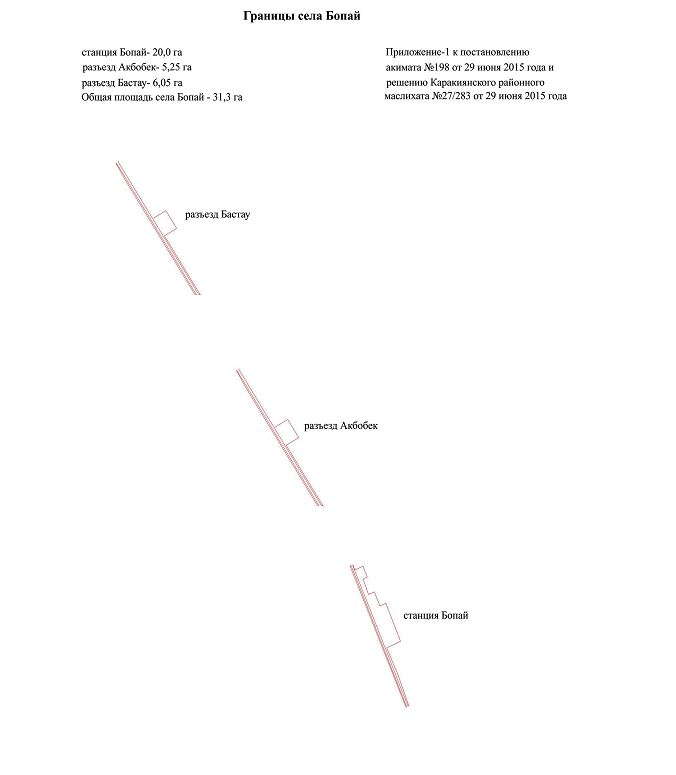 Границы села Бопай
станция Бопай- 20,0 га
разъезд Акбобек- 5,25 га
разъезд Бастау- 6,05 га
Общая площадь села Бопай - 31,3 га
Приложение-1 к постановлению
акимата №198 от 29 июня 2015 года и
решению Каракиянского районного
маслихата №27/283 от 29 июня 2015 года
разъезд Бастау
разъезд Акбобек
станция Бопай